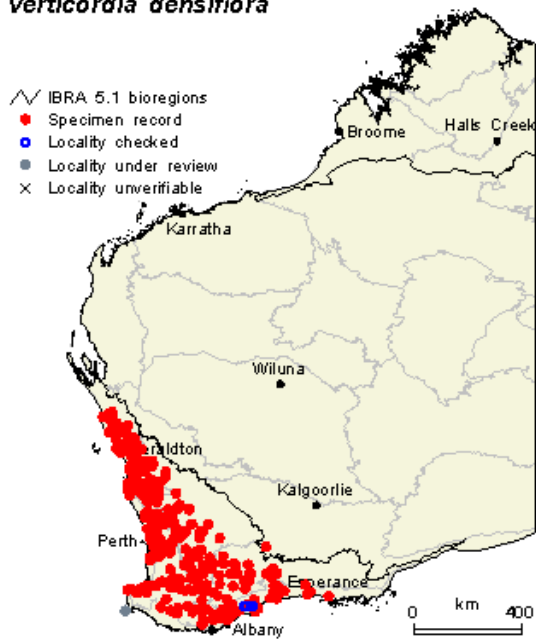 Verticordia densiflora
IBRA 5.1 bioregions
Specimen record
Locality checked
Locality under review
Locality unverifiable
Broome
Halls Creek
Karratha
Wiluna
eraldton
Kalgoorlie
Perth
Esperance
Albany
km
0 400